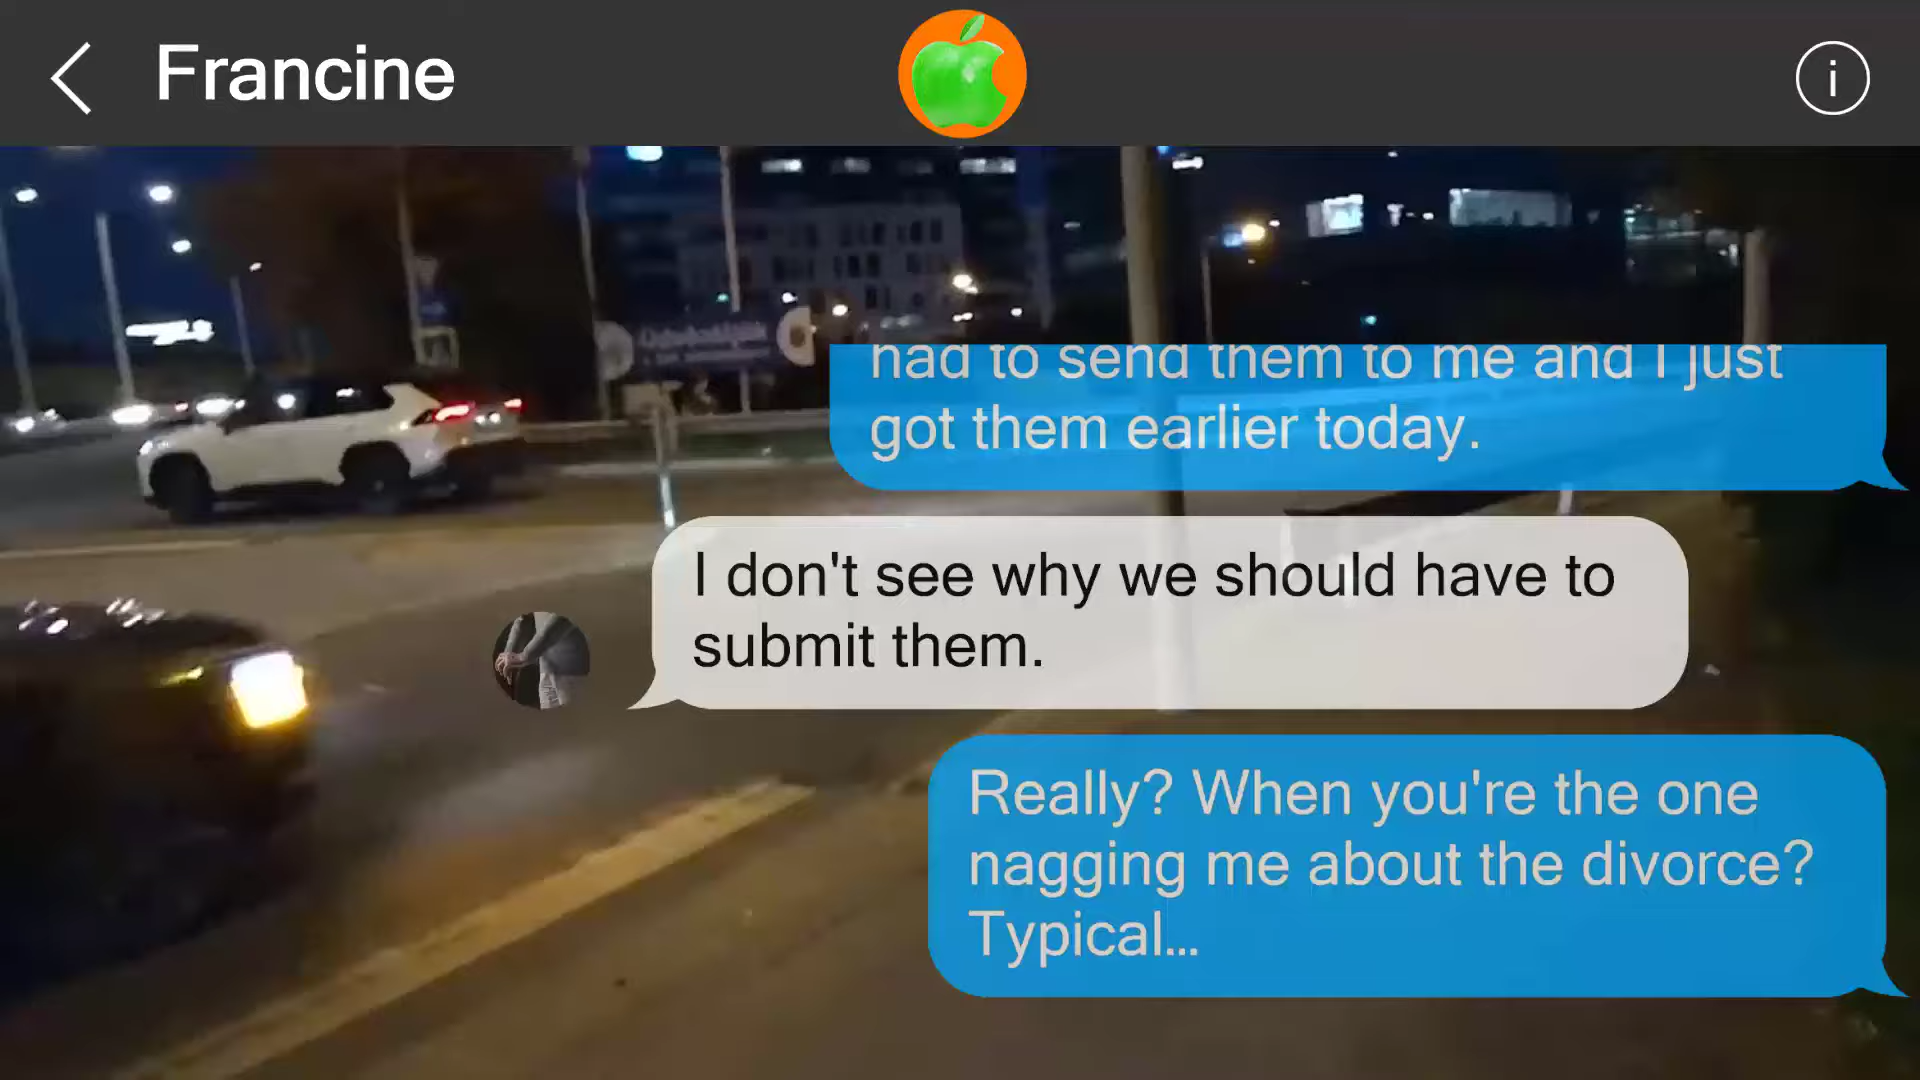 Francine
i
had to send them to me and I just
got them earlier today.
I don't see why we should have to
submit them.
Really? When you're the one
nagging me about the divorce?
Typical...